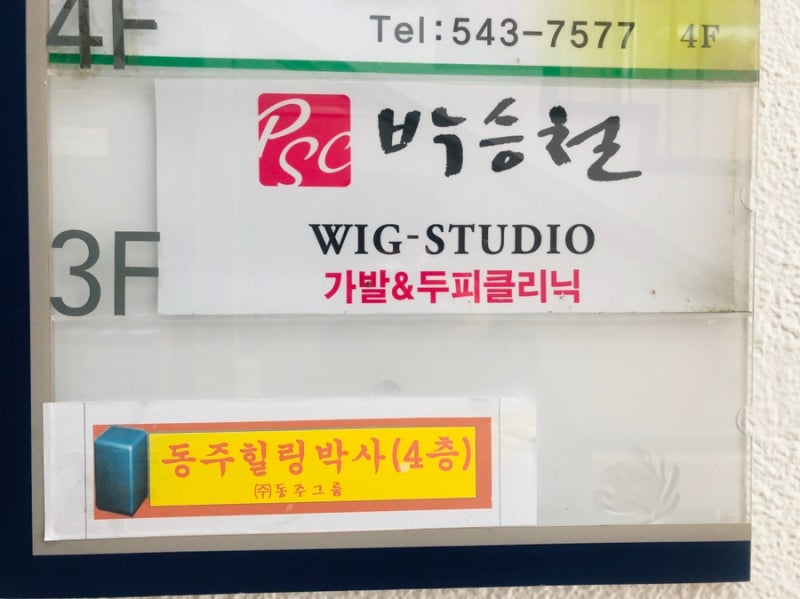 4F
Tel:543-7577 4F
PSC 박승철
3F
WIG-STUDIO
가발&두피클리닉
동주힐링박사(4층)
㈜동주그룹